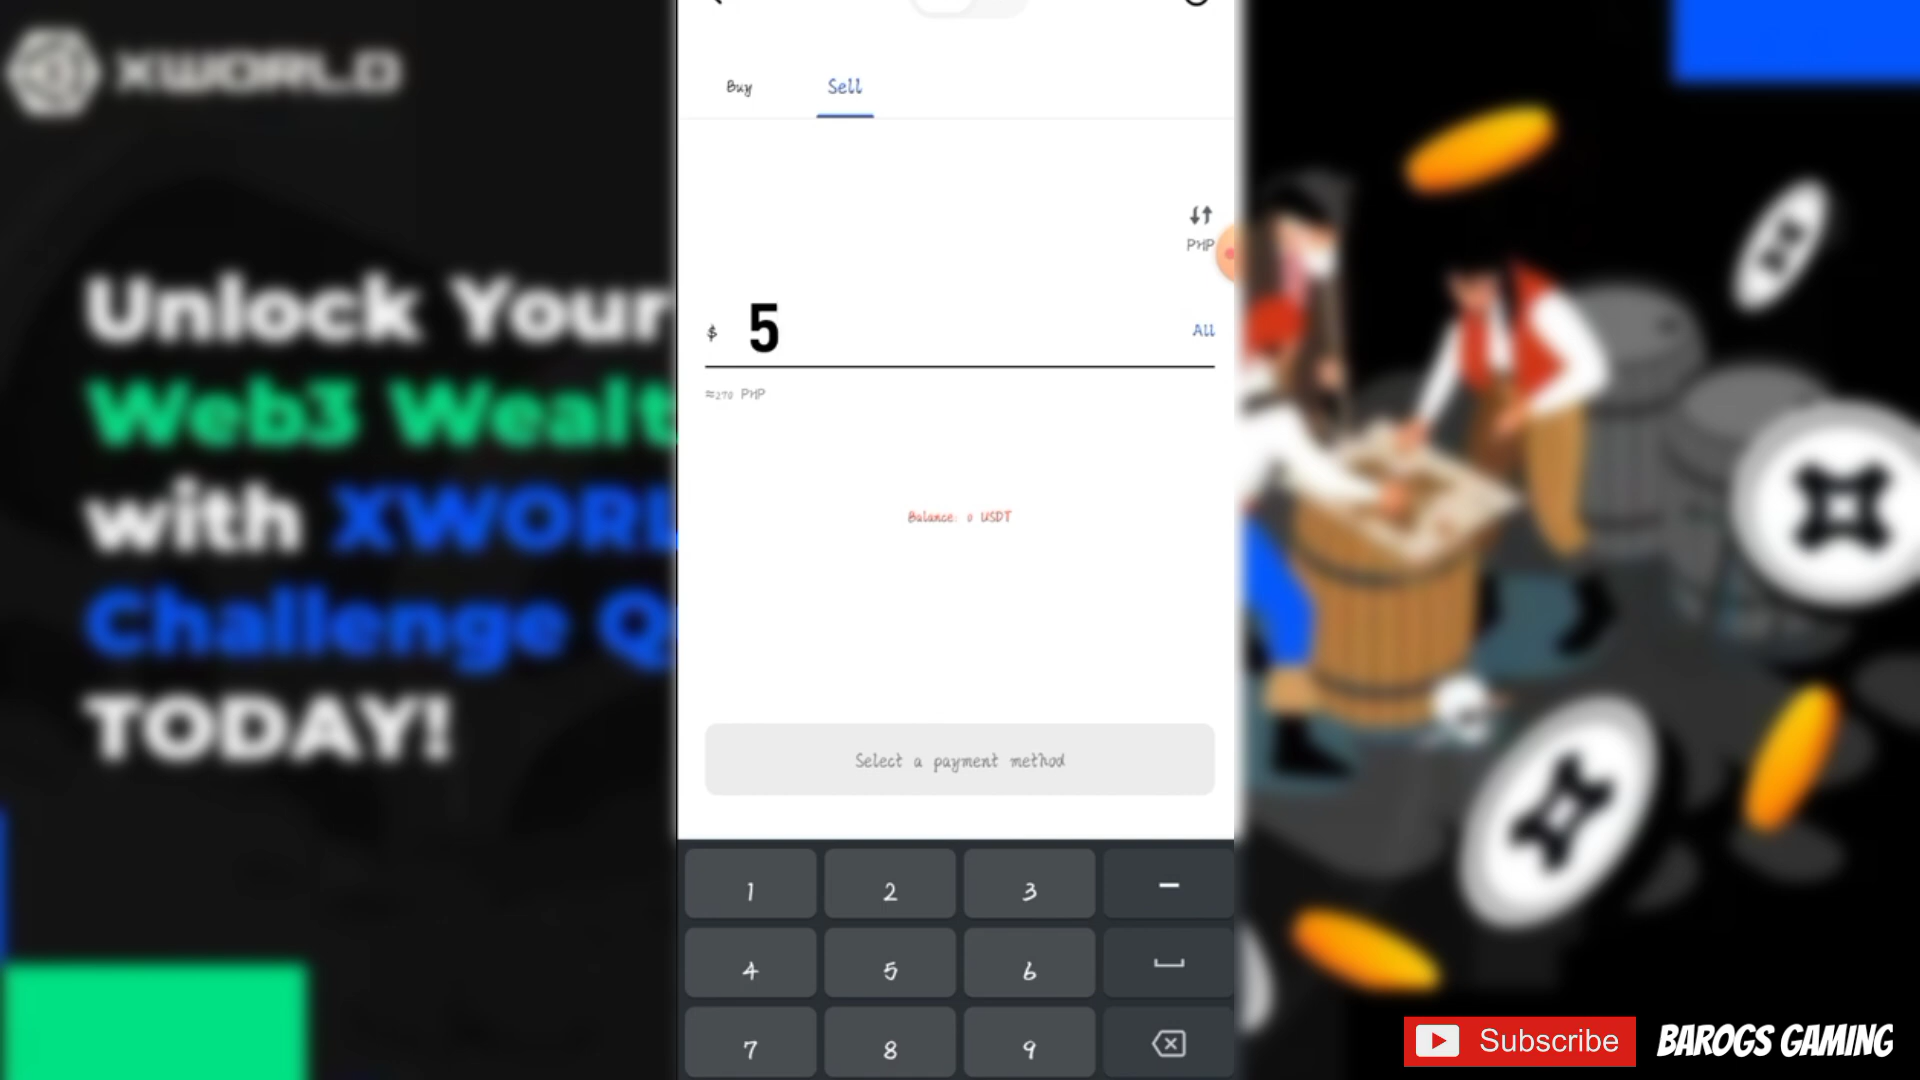 XWORLD
Unlock Your
Web3 Wealt
with XWORL
Challenge Q
TODAY!
Buy
Sell
PHP
$ 5
All
≈270 PHP
Balance: 0 USDT
Select a payment method
1 2 3 –
4 5 6
7 8 9
Subscribe
BAROGS GAMING